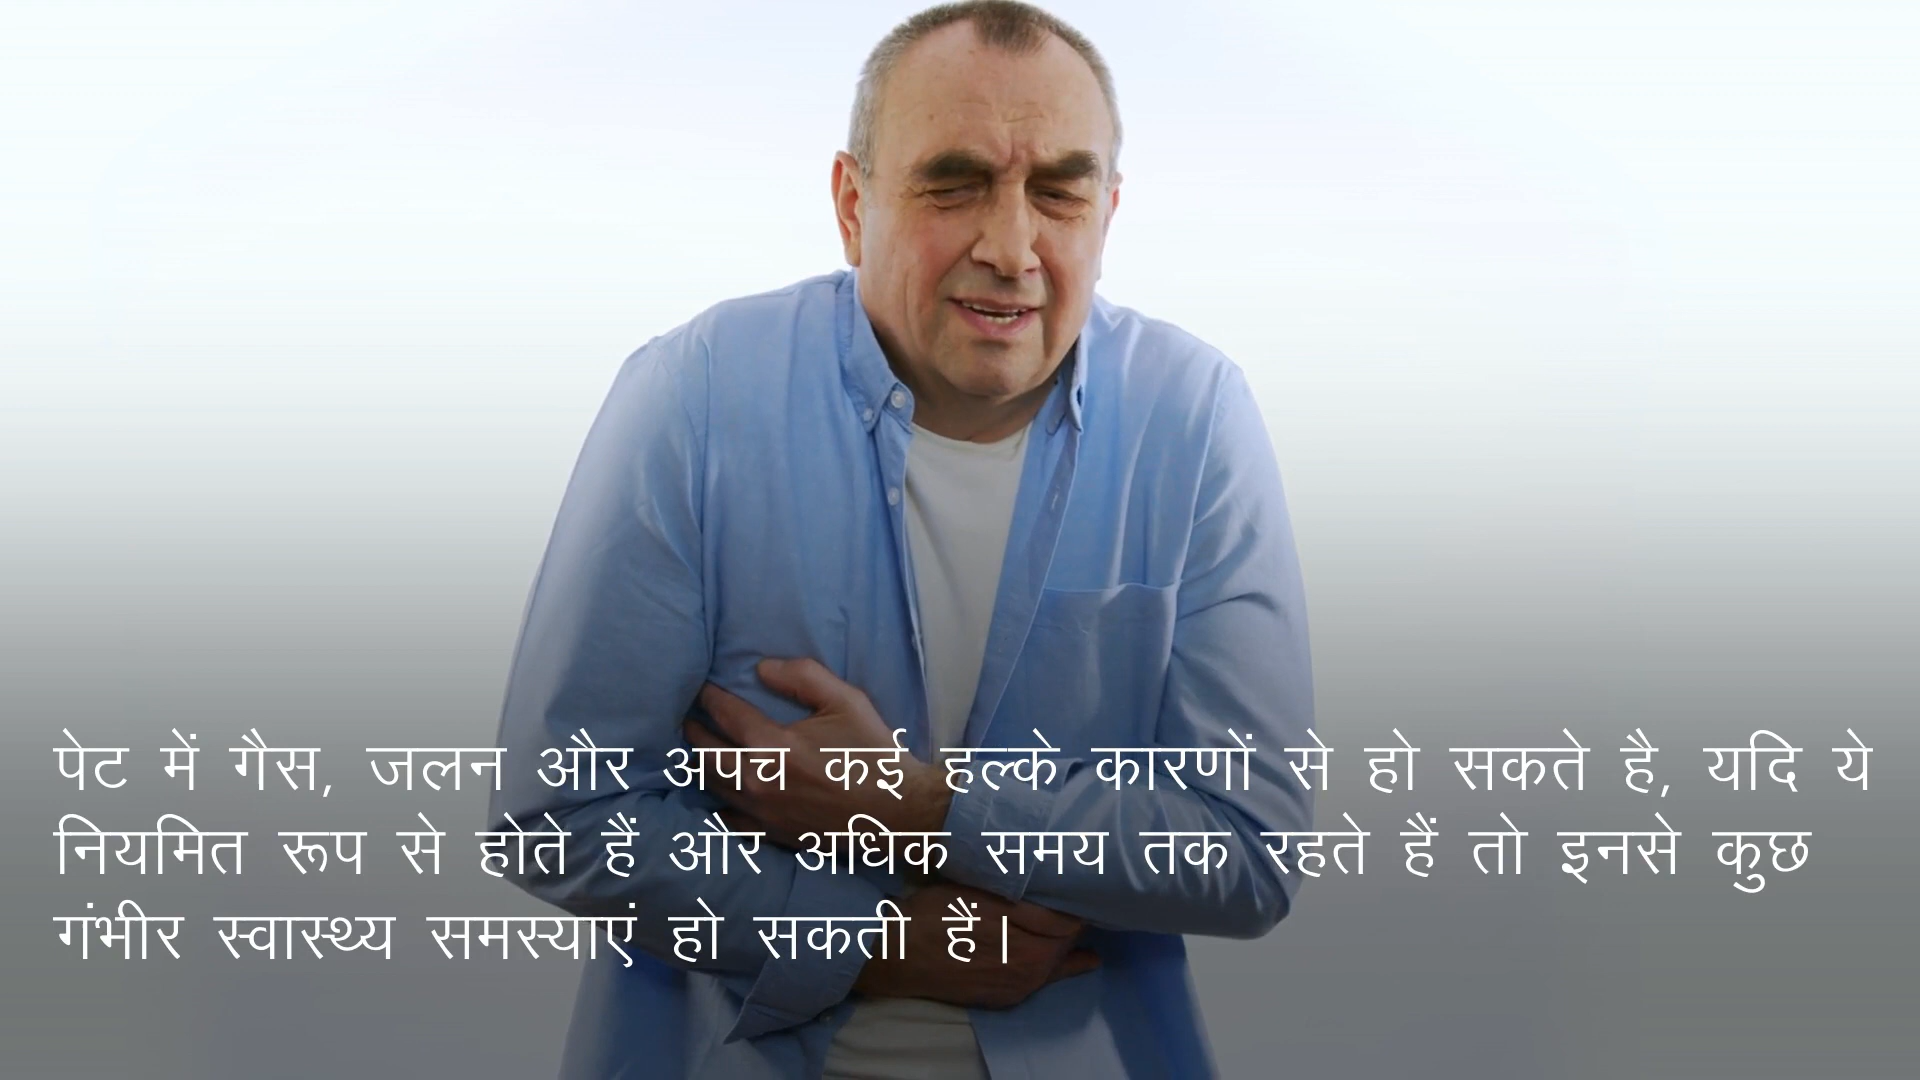 पेट में गैस, जलन और अपच कई हल्के कारणों से हो सकते है, यदि ये
नियमित रूप से होते हैं और अधिक समय तक रहते हैं तो इनसे कुछ
गंभीर स्वास्थ्य समस्याएं हो सकती हैं।